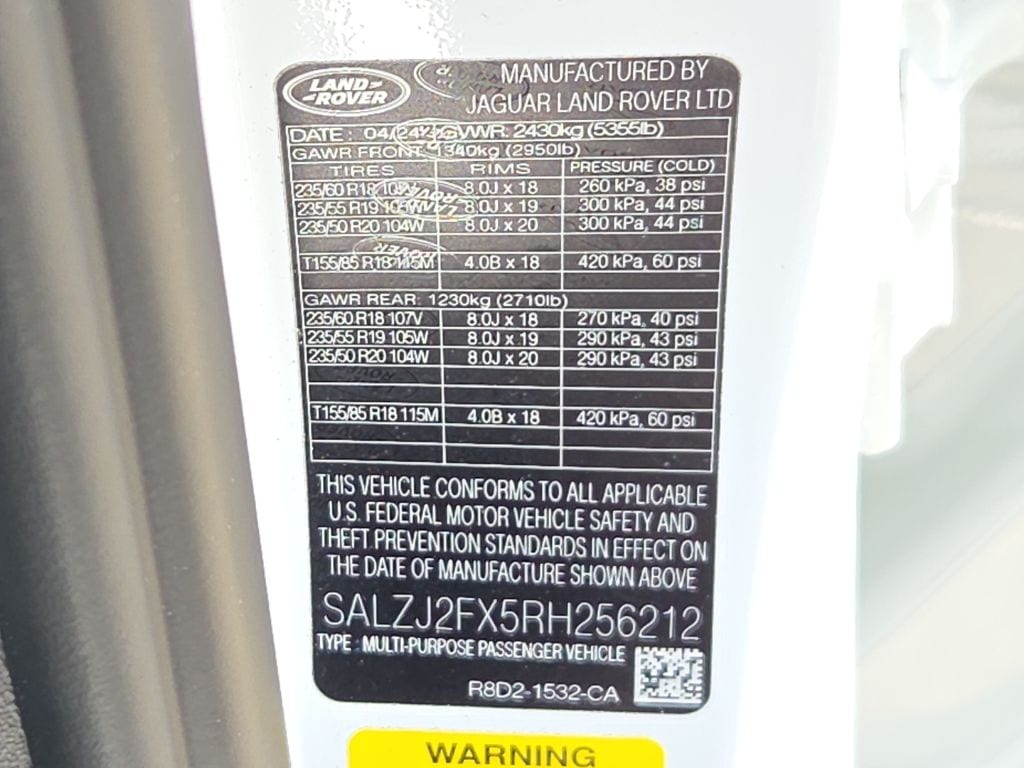 LAND ROVER
MANUFACTURED BY
JAGUAR LAND ROVER LTD
DATE : 04/24 GVWR: 2430kg (5355lb)
GAWR FRONT: 1340kg (2950lb)
TIRES RIMS PRESSURE (COLD)
235/60 R18 107V 8.0J x 18 260 kPa, 38 psi
235/55 R19 105W 8.0J x 19 300 kPa, 44 psi
235/50 R20 104W 8.0J x 20 300 kPa, 44 psi
T155/85 R18 115M 4.0B x 18 420 kPa, 60 psi
GAWR REAR: 1230kg (2710lb)
235/60 R18 107V 8.0J x 18 270 kPa, 40 psi
235/55 R19 105W 8.0J x 19 290 kPa, 43 psi
235/50 R20 104W 8.0J x 20 290 kPa, 43 psi
T155/85 R18 115M 4.0B x 18 420 kPa, 60 psi
THIS VEHICLE CONFORMS TO ALL APPLICABLE
U.S. FEDERAL MOTOR VEHICLE SAFETY AND
THEFT PREVENTION STANDARDS IN EFFECT ON
THE DATE OF MANUFACTURE SHOWN ABOVE
SALZJ2FX5RH256212
TYPE : MULTI-PURPOSE PASSENGER VEHICLE
R8D2-1532-CA
WARNING